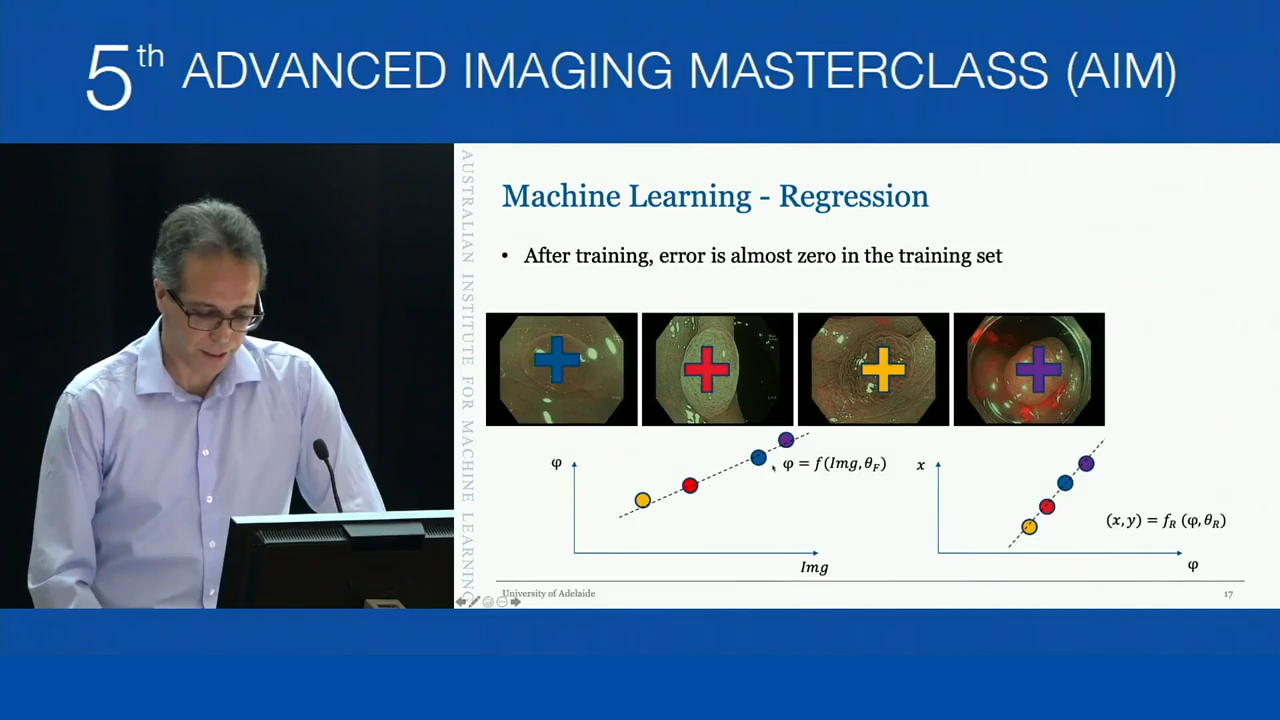 5th ADVANCED IMAGING MASTERCLASS (AIM)
AUSTRALIAN INSTITUTE FOR MACHINE LEARNING
Machine Learning - Regression
• After training, error is almost zero in the training set
φ
φ = f(Img, θF)
Img
x
(x, y) = fR (φ, θR)
φ
University of Adelaide
17